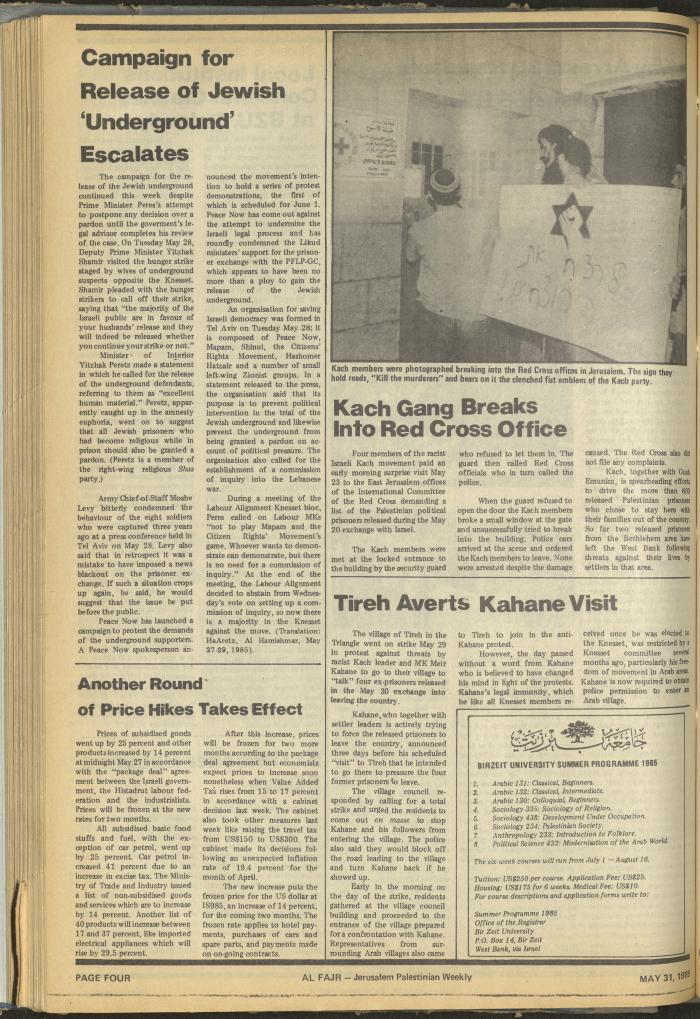 Campaign for
Release of Jewish
'Underground'
Escalates
The campaign for the re-
lease of the Jewish underground
continued this week despite
Prime Minister Peres's attempt
to postpone any decision over a
pardon until the goverment's le-
gal advisor completes his review
of the case. On Tuesday May 28,
Deputy Prime Minister Yitzhak
Shamir visited the hunger strike
staged by wives of underground
suspects opposite the Knesset.
Shamir pleaded with the hunger
strikers to call off their strike,
saying that "the majority of the
Israeli public are in favour of
your husbands' release and they
will indeed be released whether
you continue your strike or not."
Minister of Interior
Yitzhak Peretz made a statement
in which he called for the release
of the underground defendants,
referring to them as "excellent
human material." Peretz, appar-
ently caught up in the amnesty
euphoria, went on to suggest
that all Jewish prisoners who
had become religious while in
prison should also be granted a
pardon. (Peretz is a member of
the right-wing religious Shas
party.)
Army Chief-of-Staff Moshe
Levy bitterly condemned the
behaviour of the eight soldiers
who were captured three years
ago at a press conference held in
Tel Aviv on May 28. Levy also
said that in retrospect it was a
mistake to have imposed a news
blackout on the prisoner ex-
change. If such a situation crops
up again, he said, he would
suggest that the issue be put
before the public.
Peace Now has launched a
campaign to protest the demands
of the underground supporters.
A Peace Now spokesperson an-
nounced the movement's inten-
tion to hold a series of protest
demonstrations, the first of
which is scheduled for June 1.
Peace Now has come out against
the attempt to undermine the
Israeli legal process and has
roundly condemned the Likud
ministers' support for the prison-
er exchange with the PFLP-GC,
which appears to have been no
more than a ploy to gain the
release of the Jewish
underground.
An organisation for saving
Israeli democracy was formed in
Tel Aviv on Tuesday May 28; it
is composed of Peace Now,
Mapam, Shinui, the Citizens'
Rights Movement, Hashomer
Hatzair and a number of small
left-wing Zionist groups. In a
statement released to the press,
the organisation said that its
purpose is to prevent political
intervention in the trial of the
Jewish underground and likewise
prevent the underground from
being granted a pardon on ac-
count of political pressure. The
organisation also called for the
establishment of a commission
of inquiry into the Lebanese
war.
During a meeting of the
Labour Alignment Knesset bloc,
Peres called on Labour MKs
"not to play Mapam and the
Citizen Rights' Movement's
game. Whoever wants to demon-
strate can demonstrate, but there
is no need for a commission of
inquiry." At the end of the
meeting, the Labour Alignment
decided to abstain from Wednes-
day's vote on setting up a com-
mission of inquiry, so now there
is a majority in the Knesset
against the move. (Translation:
HaAretz, Al Hamishmar, May
27-29, 1985).
Kach members were photographed breaking into the Red Cross offices in Jerusalem. The sign they
hold reads, "Kill the murderers" and bears on it the clenched fist emblem of the Kach party.
Kach Gang Breaks
Into Red Cross Office
Four members of the racist
Israeli Kach movement paid an
early morning surprise visit May
23 to the East Jerusalem offices
of the International Committee
of the Red Cross demanding a
list of the Palestinian political
prisoners released during the May
20 exchange with Israel.
The Kach members were
met at the locked entrance to
the building by the security guard
who refused to let them in. The
guard then called Red Cross
officials who in turn called the
police.
When the guard refused to
open the door the Kach members
broke a small window at the gate
and unsuccessfully tried to break
into the building. Police cars
arrived at the scene and ordered
the Kach members to leave. None
were arrested despite the damage
caused. The Red Cross also did
not file any complaints.
Kach, together with Gush
Emunim, is spearheading efforts
to drive the more than 600
released Palestinian prisoners
who chose to stay here with
their families out of the country.
So far two released prisoners
from the Bethlehem area have
left the West Bank following
threats against their lives by
settlers in that area.
Tireh Averts Kahane Visit
The village of Tireh in the
Triangle went on strike May 29
in protest against threats by
racist Kach leader and MK Meir
Kahane to go to their village to
"talk" four ex-prisoners released
in the May 20 exchange into
leaving the country.
Kahane, who together with
settler leaders is actively trying
to force the released prisoners to
leave the country, announced
three days before his scheduled
"visit" to Tireh that he intended
to go there to pressure the four
former prisoners to leave.
The village council re-
sponded by calling for a total
strike and urged the residents to
come out en masse to stop
Kahane and his followers from
entering the village. The police
also said they would block off
the road leading to the village
and turn Kahane back if he
showed up.
Early in the morning on
the day of the strike, residents
gathered at the village council
building and proceeded to the
entrance of the village prepared
for a confrontation with Kahane.
Representatives from sur-
rounding Arab villages also came
to Tireh to join in the anti-
Kahane protest.
However, the day passed
without a word from Kahane
who is believed to have changed
his mind in light of the protests.
Kahane's legal immunity, which
he like all Knesset members re-
ceived once he was elected to
the Knesset, was restricted by a
Knesset committee several
months ago, particularly his free-
dom of movement in Arab areas.
Kahane is now required to obtain
police permission to enter an
Arab village.
Another Round
of Price Hikes Takes Effect
Prices of subsidised goods
went up by 25 percent and other
products increased by 14 percent
at midnight May 27 in accordance
with the "package deal" agree-
ment between the Israeli govern-
ment, the Histadrut labour fed-
eration and the industrialists.
Prices will be frozen at the new
rates for two months.
All subsidised basic food
stuffs and fuel, with the ex-
ception of car petrol, went up
by 25 percent. Car petrol in-
creased 41 percent due to an
increase in excise tax. The Minis-
try of Trade and Industry issued
a list of non-subsidised goods
and services which are to increase
by 14 percent. Another list of
40 products will increase between
17 and 37 percent, like imported
electrical appliances which will
rise by 29.5 percent.
After this increase, prices
will be frozen for two more
months according to the package
deal agreement but economists
expect prices to increase soon
nonetheless when Value Added
Tax rises from 15 to 17 percent
in accordance with a cabinet
decision last week. The cabinet
also took other measures last
week like raising the travel tax
from US$150 to US$300. The
cabinet made its decisions fol-
lowing an unexpected inflation
rate of 19.4 percent for the
month of April.
The new increase puts the
frozen price for the US dollar at
IS985, an increase of 14 percent,
for the coming two months. The
frozen rate applies to hotel pay-
ments, purchases of cars and
spare parts, and payments made
on on-going contracts.
جامعة بيرزيت
BIRZEIT UNIVERSITY SUMMER PROGRAMME 1985
1. Arabic 131: Classical, Beginners.
2. Arabic 132: Classical, Intermediate.
3. Arabic 130: Colloquial, Beginners.
4. Sociology 335: Sociology of Religion.
5. Sociology 438: Development Under Occupation.
6. Sociology 234: Palestinian Society.
7. Anthropology 233: Introduction to Folklore.
8. Political Science 433: Modernisation of the Arab World.
The six week courses will run from July 1 — August 16.
Tuition: US$250 per course. Application Fee: US$25.
Housing: US$175 for 6 weeks. Medical Fee: US$10.
For course descriptions and application forms write to:
Summer Programme 1985
Office of the Registrar
Bir Zeit University
P.O. Box 14, Bir Zeit
West Bank, via Israel
PAGE FOUR
AL FAJR — Jerusalem Palestinian Weekly
MAY 31, 1985